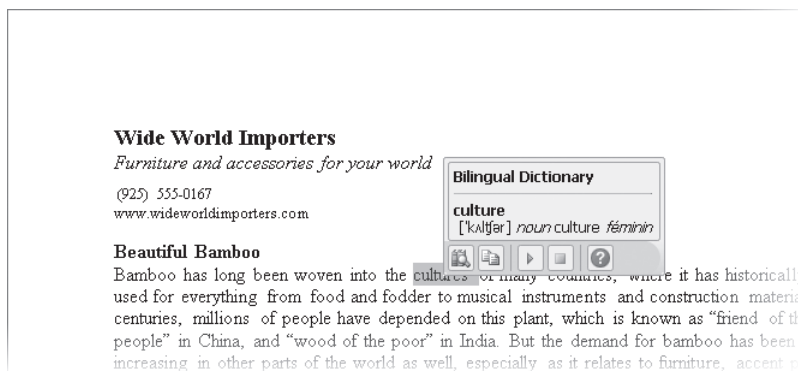 Wide World Importers
Furniture and accessories for your world
(925) 555-0167
www.wideworldimporters.com
Bilingual Dictionary
culture
['kʌltʃər] noun culture féminin
Beautiful Bamboo
Bamboo has long been woven into the cultures of many countries, where it has historicall
used for everything from food and fodder to musical instruments and construction materia
centuries, millions of people have depended on this plant, which is known as “friend of th
people” in China, and “wood of the poor” in India. But the demand for bamboo has been
increasing in other parts of the world as well, especially as it relates to furniture, accent p